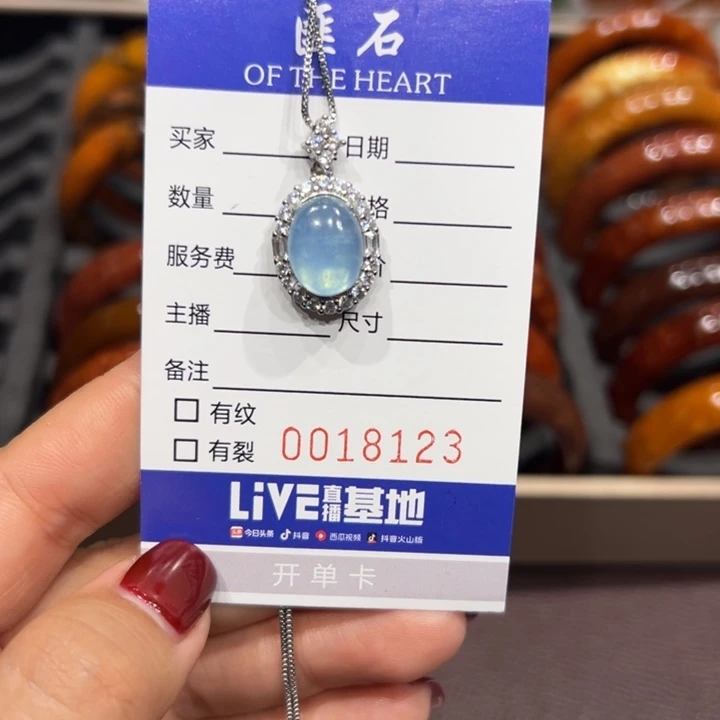 匪石
OF THE HEART
买家 日期
数量 格
服务费 价
主播 尺寸
备注
有纹
有裂 0018123
LiVE直播基地
今日头条 抖音 西瓜视频 抖音火山版
开单卡